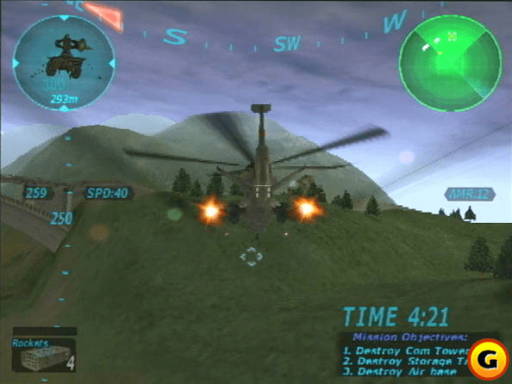 S
SW
W
293m
259
SPD:40
AMR:12
250
TIME 4:21
Mission Objectives:
1. Destroy Com Tower
2. Destroy Storage T
3. Destroy Air base
Rockets
4
G